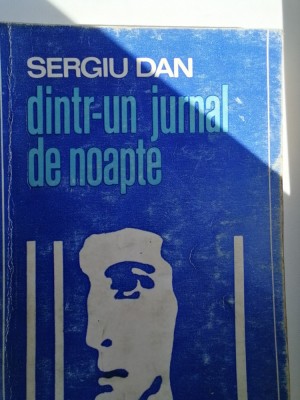 SERGIU DAN
dintr-un jurnal
de noapte